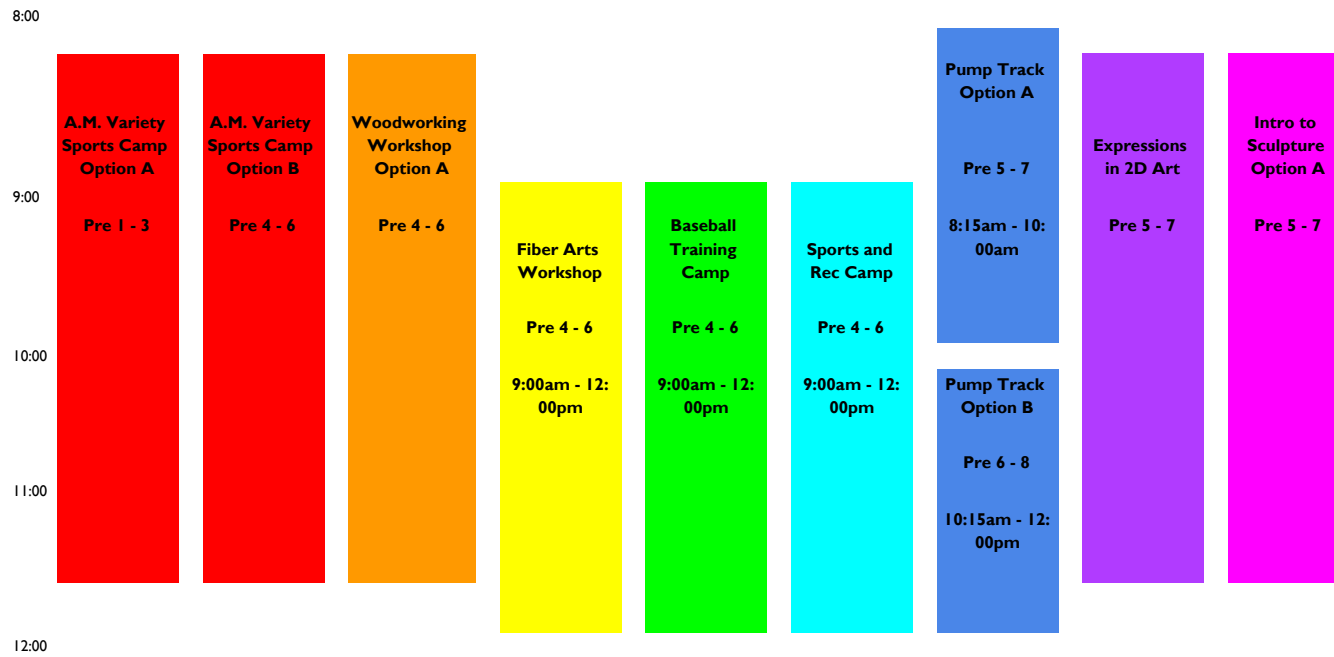 8:00
9:00
10:00
11:00
12:00
A.M. Variety
Sports Camp
Option A
Pre 1 - 3
A.M. Variety
Sports Camp
Option B
Pre 4 - 6
Woodworking
Workshop
Option A
Pre 4 - 6
Fiber Arts
Workshop
Pre 4 - 6
9:00am - 12:
00pm
Baseball
Training
Camp
Pre 4 - 6
9:00am - 12:
00pm
Sports and
Rec Camp
Pre 4 - 6
9:00am - 12:
00pm
Pump Track
Option A
Pre 5 - 7
8:15am - 10:
00am
Pump Track
Option B
Pre 6 - 8
10:15am - 12:
00pm
Expressions
in 2D Art
Pre 5 - 7
Intro to
Sculpture
Option A
Pre 5 - 7